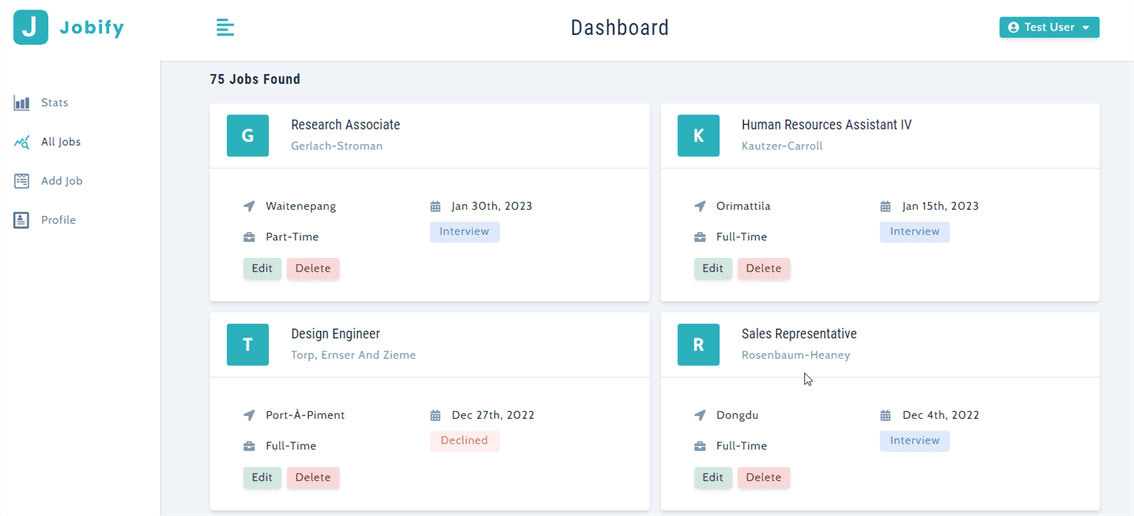 J Jobify
Dashboard
Test User
75 Jobs Found
Stats
All Jobs
Add Job
Profile
G
Research Associate
Gerlach-Stroman
Waitenepang
Jan 30th, 2023
Part-Time
Interview
Edit Delete
K
Human Resources Assistant IV
Kautzer-Carroll
Orimattila
Jan 15th, 2023
Full-Time
Interview
Edit Delete
T
Design Engineer
Torp, Ernser And Zieme
Port-À-Piment
Dec 27th, 2022
Full-Time
Declined
Edit Delete
R
Sales Representative
Rosenbaum-Heaney
Dongdu
Dec 4th, 2022
Full-Time
Interview
Edit Delete